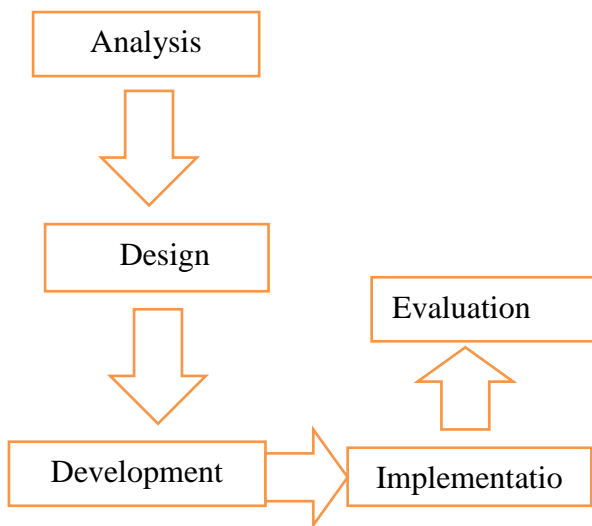 Analysis
Design
Development
Implementatio
Evaluation